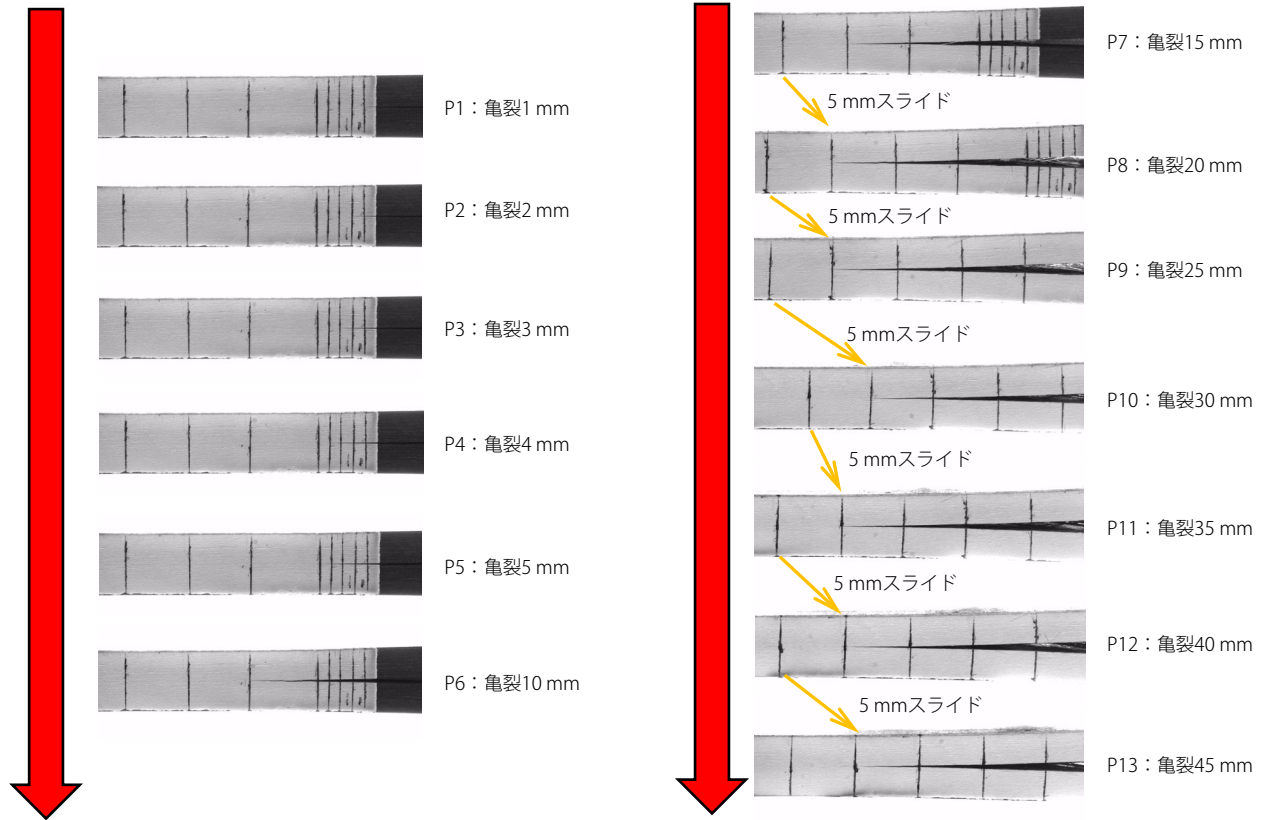 P1：亀裂1 mm
P2：亀裂2 mm
P3：亀裂3 mm
P4：亀裂4 mm
P5：亀裂5 mm
P6：亀裂10 mm
P7：亀裂15 mm
5 mmスライド
P8：亀裂20 mm
5 mmスライド
P9：亀裂25 mm
5 mmスライド
P10：亀裂30 mm
5 mmスライド
P11：亀裂35 mm
5 mmスライド
P12：亀裂40 mm
5 mmスライド
P13：亀裂45 mm